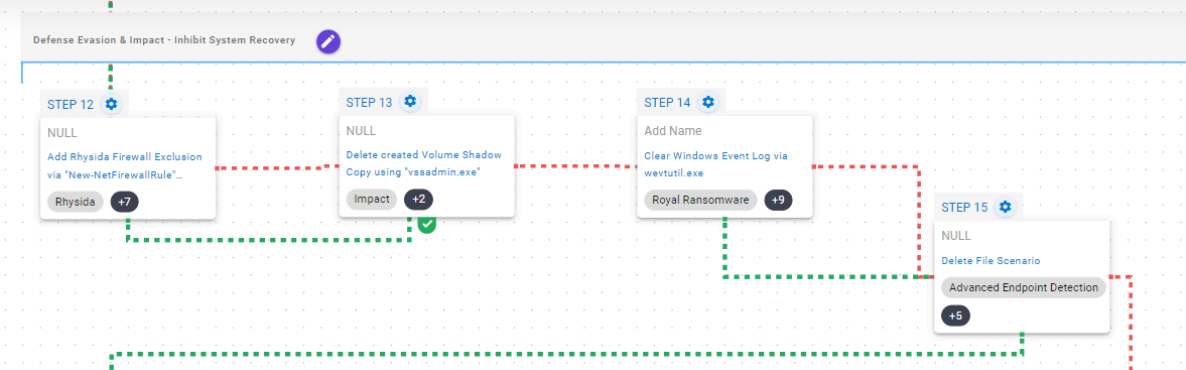 Defense Evasion & Impact - Inhibit System Recovery
STEP 12
NULL
Add Rhysida Firewall Exclusion
via "New-NetFirewallRule"...
Rhysida +7
STEP 13
NULL
Delete created Volume Shadow
Copy using "vssadmin.exe"
Impact +2
STEP 14
Add Name
Clear Windows Event Log via
wevtutil.exe
Royal Ransomware +9
STEP 15
NULL
Delete File Scenario
Advanced Endpoint Detection
+5